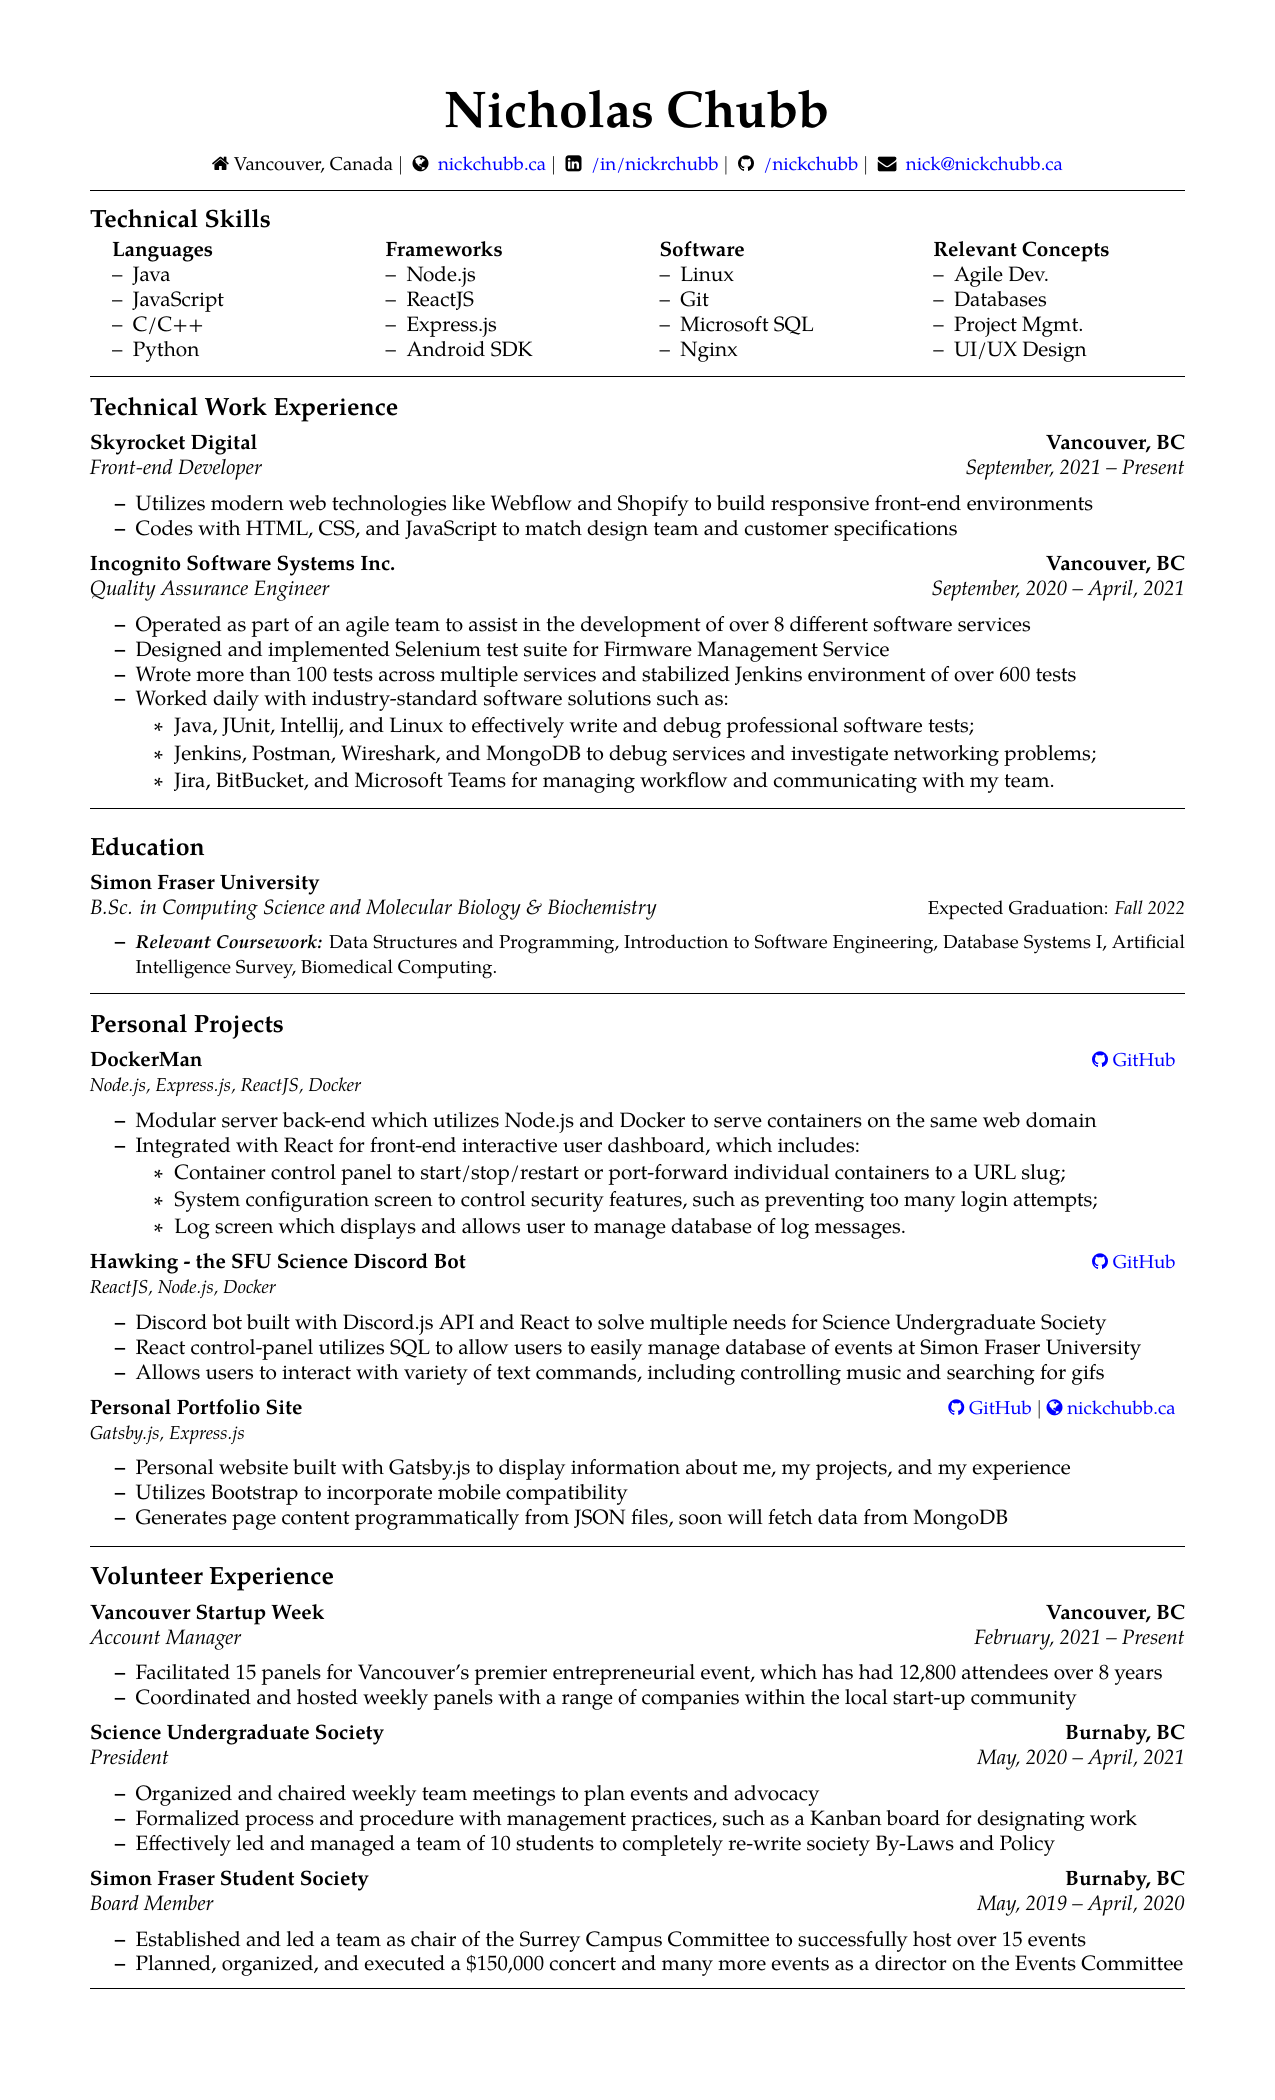 Nicholas Chubb
Vancouver, Canada | nickchubb.ca | /in/nickrchubb | /nickchubb | nick@nickchubb.ca
Technical Skills
Languages Frameworks Software Relevant Concepts
– Java – Node.js – Linux – Agile Dev.
– JavaScript – ReactJS – Git – Databases
– C/C++ – Express.js – Microsoft SQL – Project Mgmt.
– Python – Android SDK – Nginx – UI/UX Design
Technical Work Experience
Skyrocket Digital Vancouver, BC
Front-end Developer September, 2021 – Present
– Utilizes modern web technologies like Webflow and Shopify to build responsive front-end environments
– Codes with HTML, CSS, and JavaScript to match design team and customer specifications
Incognito Software Systems Inc. Vancouver, BC
Quality Assurance Engineer September, 2020 – April, 2021
– Operated as part of an agile team to assist in the development of over 8 different software services
– Designed and implemented Selenium test suite for Firmware Management Service
– Wrote more than 100 tests across multiple services and stabilized Jenkins environment of over 600 tests
– Worked daily with industry-standard software solutions such as:
* Java, JUnit, Intellij, and Linux to effectively write and debug professional software tests;
* Jenkins, Postman, Wireshark, and MongoDB to debug services and investigate networking problems;
* Jira, BitBucket, and Microsoft Teams for managing workflow and communicating with my team.
Education
Simon Fraser University
B.Sc. in Computing Science and Molecular Biology & Biochemistry Expected Graduation: Fall 2022
– Relevant Coursework: Data Structures and Programming, Introduction to Software Engineering, Database Systems I, Artificial
Intelligence Survey, Biomedical Computing.
Personal Projects
DockerMan GitHub
Node.js, Express.js, ReactJS, Docker
– Modular server back-end which utilizes Node.js and Docker to serve containers on the same web domain
– Integrated with React for front-end interactive user dashboard, which includes:
* Container control panel to start/stop/restart or port-forward individual containers to a URL slug;
* System configuration screen to control security features, such as preventing too many login attempts;
* Log screen which displays and allows user to manage database of log messages.
Hawking - the SFU Science Discord Bot GitHub
ReactJS, Node.js, Docker
– Discord bot built with Discord.js API and React to solve multiple needs for Science Undergraduate Society
– React control-panel utilizes SQL to allow users to easily manage database of events at Simon Fraser University
– Allows users to interact with variety of text commands, including controlling music and searching for gifs
Personal Portfolio Site GitHub | nickchubb.ca
Gatsby.js, Express.js
– Personal website built with Gatsby.js to display information about me, my projects, and my experience
– Utilizes Bootstrap to incorporate mobile compatibility
– Generates page content programmatically from JSON files, soon will fetch data from MongoDB
Volunteer Experience
Vancouver Startup Week Vancouver, BC
Account Manager February, 2021 – Present
– Facilitated 15 panels for Vancouver's premier entrepreneurial event, which has had 12,800 attendees over 8 years
– Coordinated and hosted weekly panels with a range of companies within the local start-up community
Science Undergraduate Society Burnaby, BC
President May, 2020 – April, 2021
– Organized and chaired weekly team meetings to plan events and advocacy
– Formalized process and procedure with management practices, such as a Kanban board for designating work
– Effectively led and managed a team of 10 students to completely re-write society By-Laws and Policy
Simon Fraser Student Society Burnaby, BC
Board Member May, 2019 – April, 2020
– Established and led a team as chair of the Surrey Campus Committee to successfully host over 15 events
– Planned, organized, and executed a $150,000 concert and many more events as a director on the Events Committee